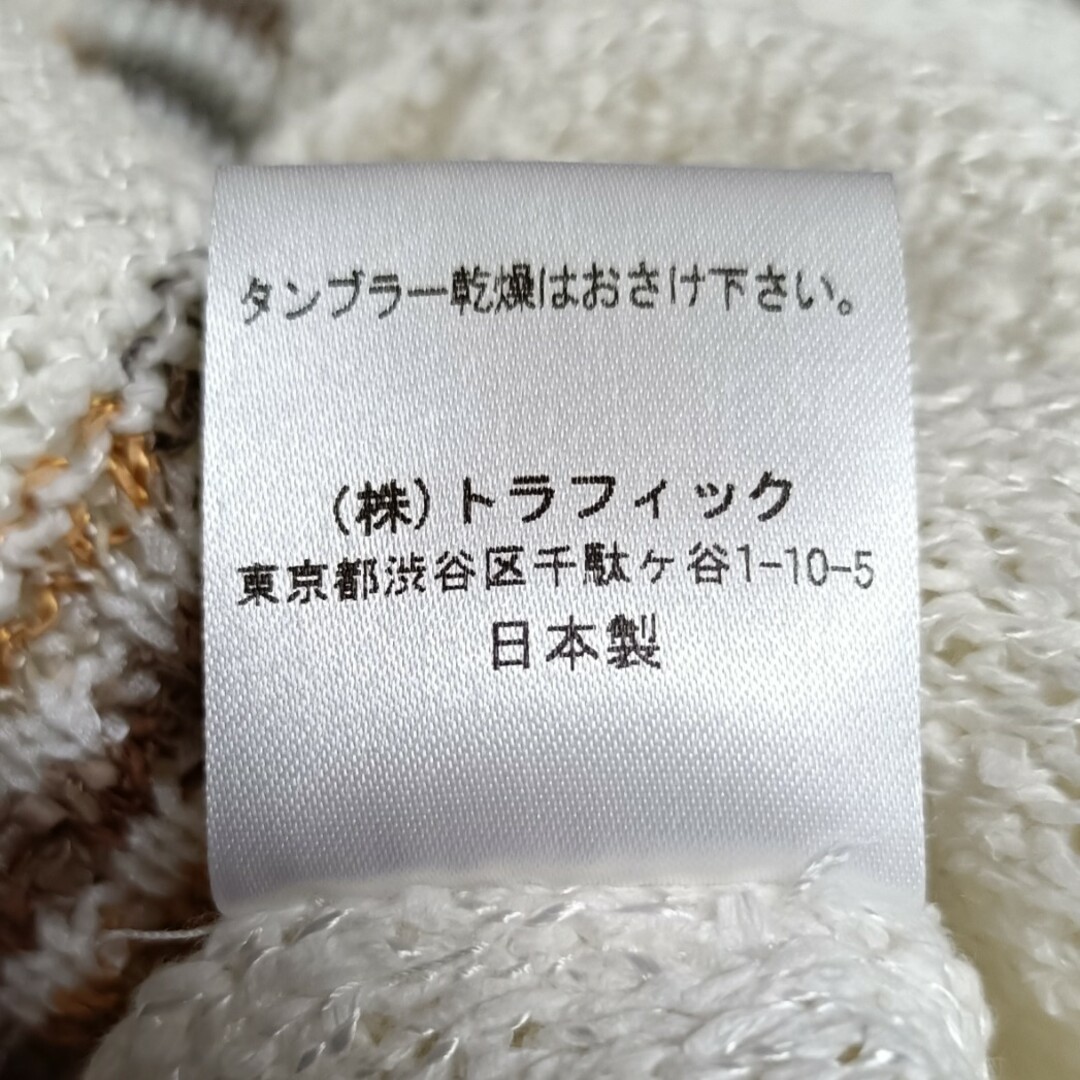 タンブラー乾燥はおさけ下さい。
(株)トラフィック
東京都渋谷区千駄ヶ谷1-10-5
日本製